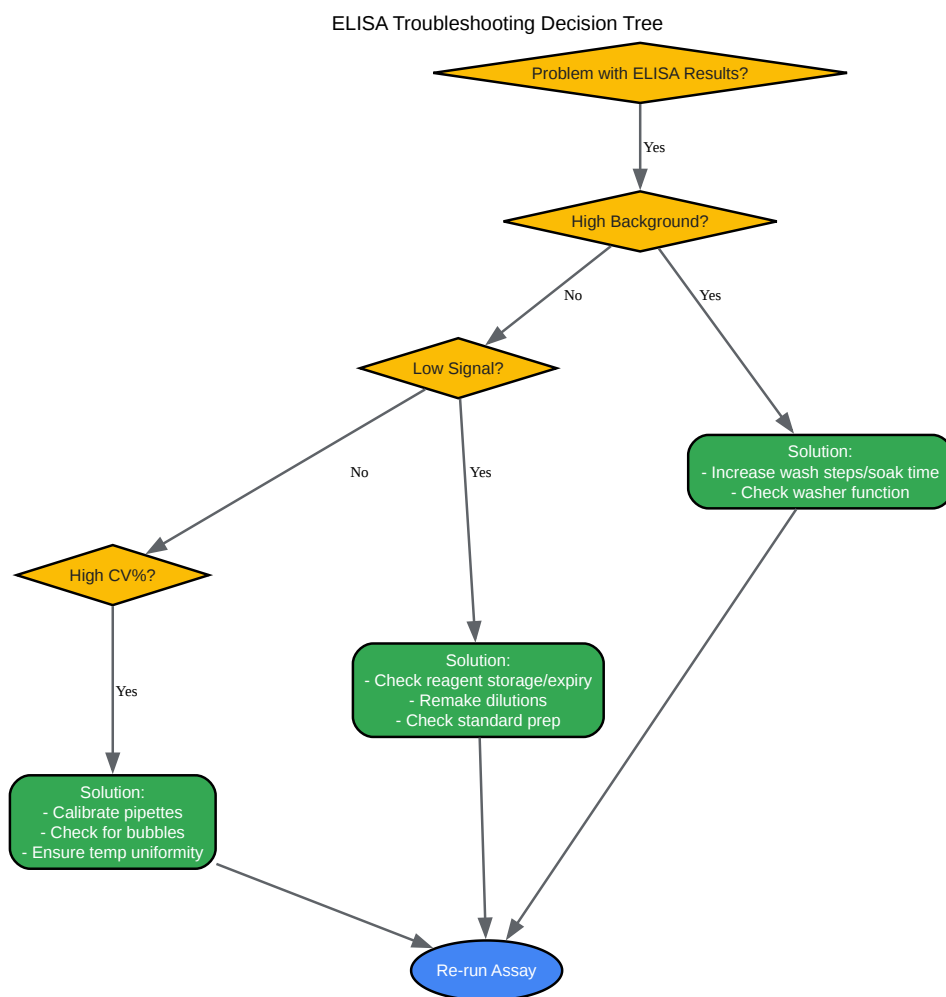 ELISA Troubleshooting Decision Tree
Problem with ELISA Results?
Yes
High Background?
No
Yes
Low Signal?
No
Yes
Solution:
- Increase wash steps/soak time
- Check washer function
High CV%?
Yes
Solution:
- Check reagent storage/expiry
- Remake dilutions
- Check standard prep
Solution:
- Calibrate pipettes
- Check for bubbles
- Ensure temp uniformity
Re-run Assay